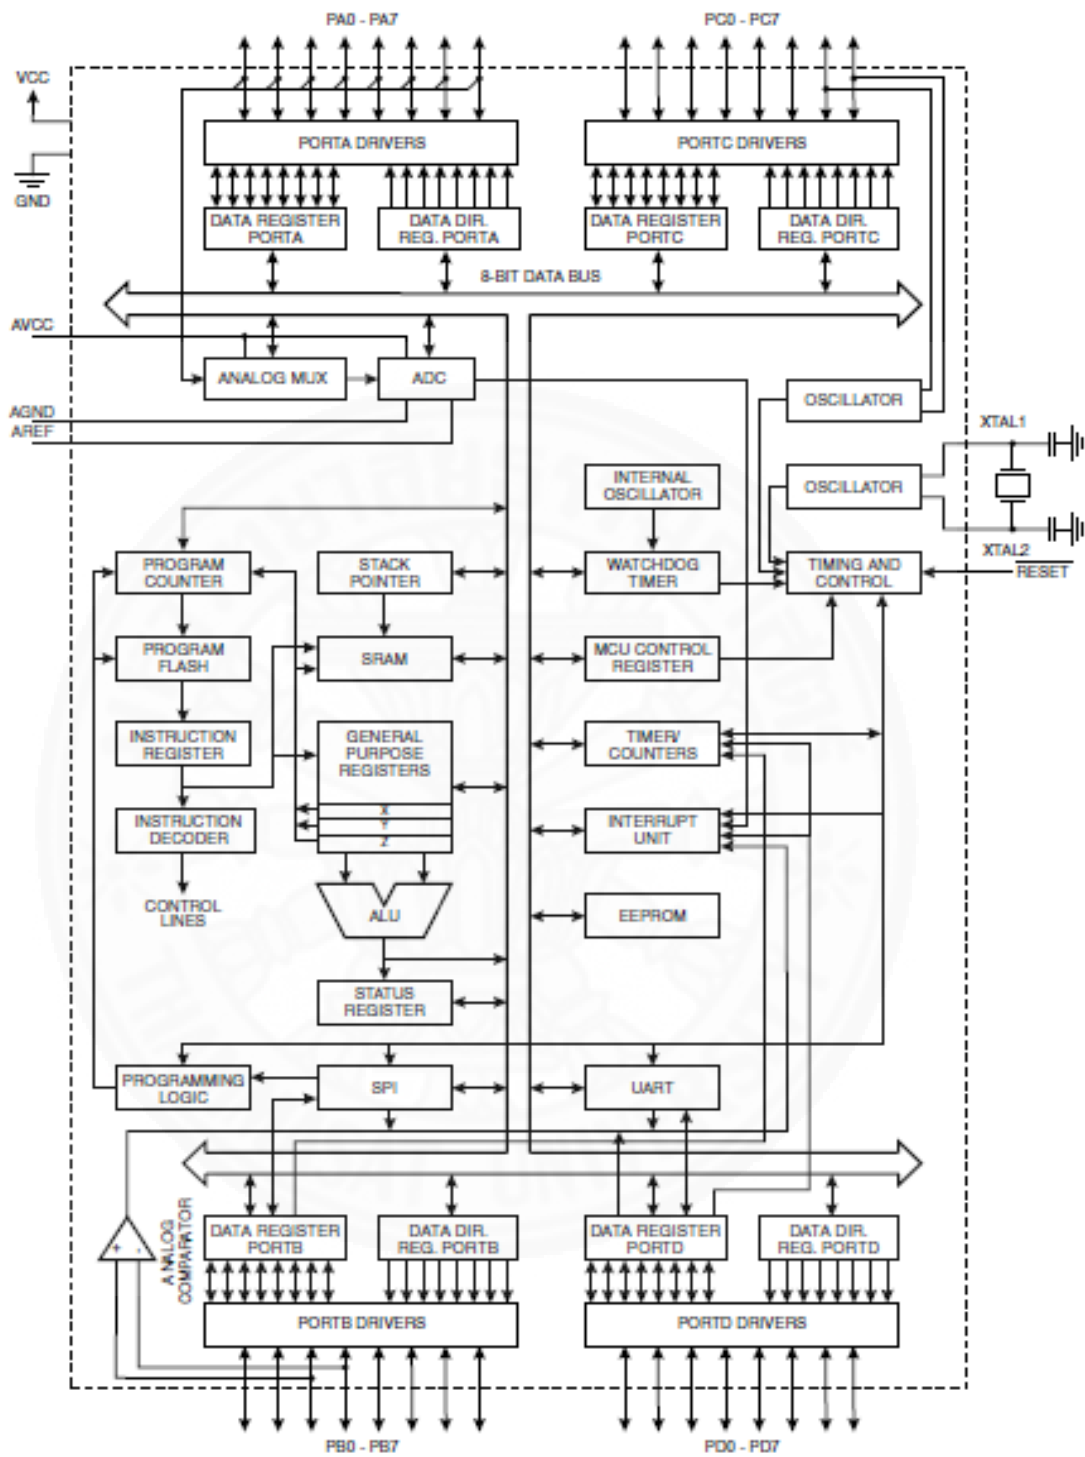 PA0 - PA7
PC0 - PC7
VCC
PORTA DRIVERS
PORTC DRIVERS
GND
DATA REGISTER
PORTA
DATA DIR.
REG. PORTA
DATA REGISTER
PORTC
DATA DIR.
REG. PORTC
8-BIT DATA BUS
AVCC
ANALOG MUX
ADC
OSCILLATOR
AGND
AREF
XTAL1
INTERNAL
OSCILLATOR
OSCILLATOR
XTAL2
PROGRAM
COUNTER
STACK
POINTER
WATCHDOG
TIMER
TIMING AND
CONTROL
RESET
PROGRAM
FLASH
SRAM
MCU CONTROL
REGISTER
INSTRUCTION
REGISTER
GENERAL
PURPOSE
REGISTERS
TIMER/
COUNTERS
X
Y
Z
INSTRUCTION
DECODER
INTERRUPT
UNIT
CONTROL
LINES
ALU
EEPROM
STATUS
REGISTER
PROGRAMMING
LOGIC
SPI
UART
+ -
ANALOG
COMPARATOR
DATA REGISTER
PORTB
DATA DIR.
REG. PORTB
DATA REGISTER
PORTD
DATA DIR.
REG. PORTD
PORTB DRIVERS
PORTD DRIVERS
PB0 - PB7
PD0 - PD7